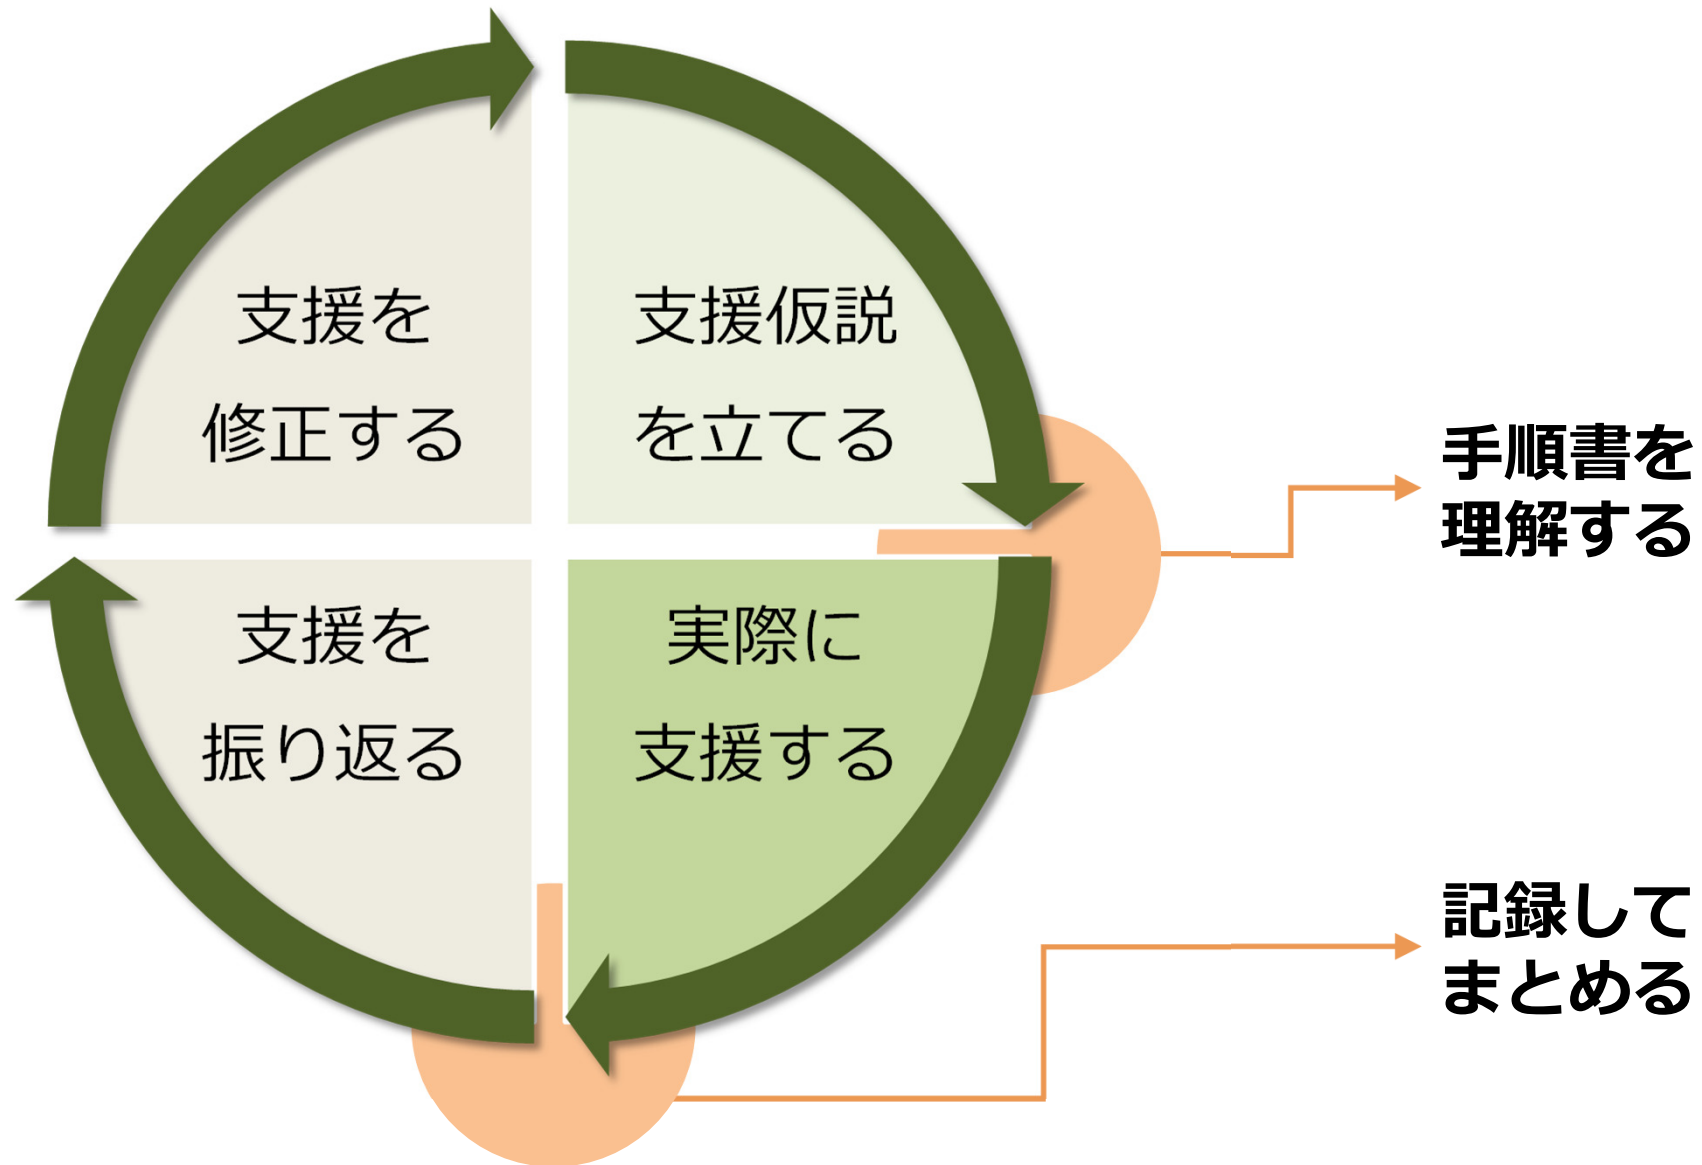 支援を
修正する
支援仮説
を立てる
手順書を
理解する
支援を
振り返る
実際に
支援する
記録して
まとめる